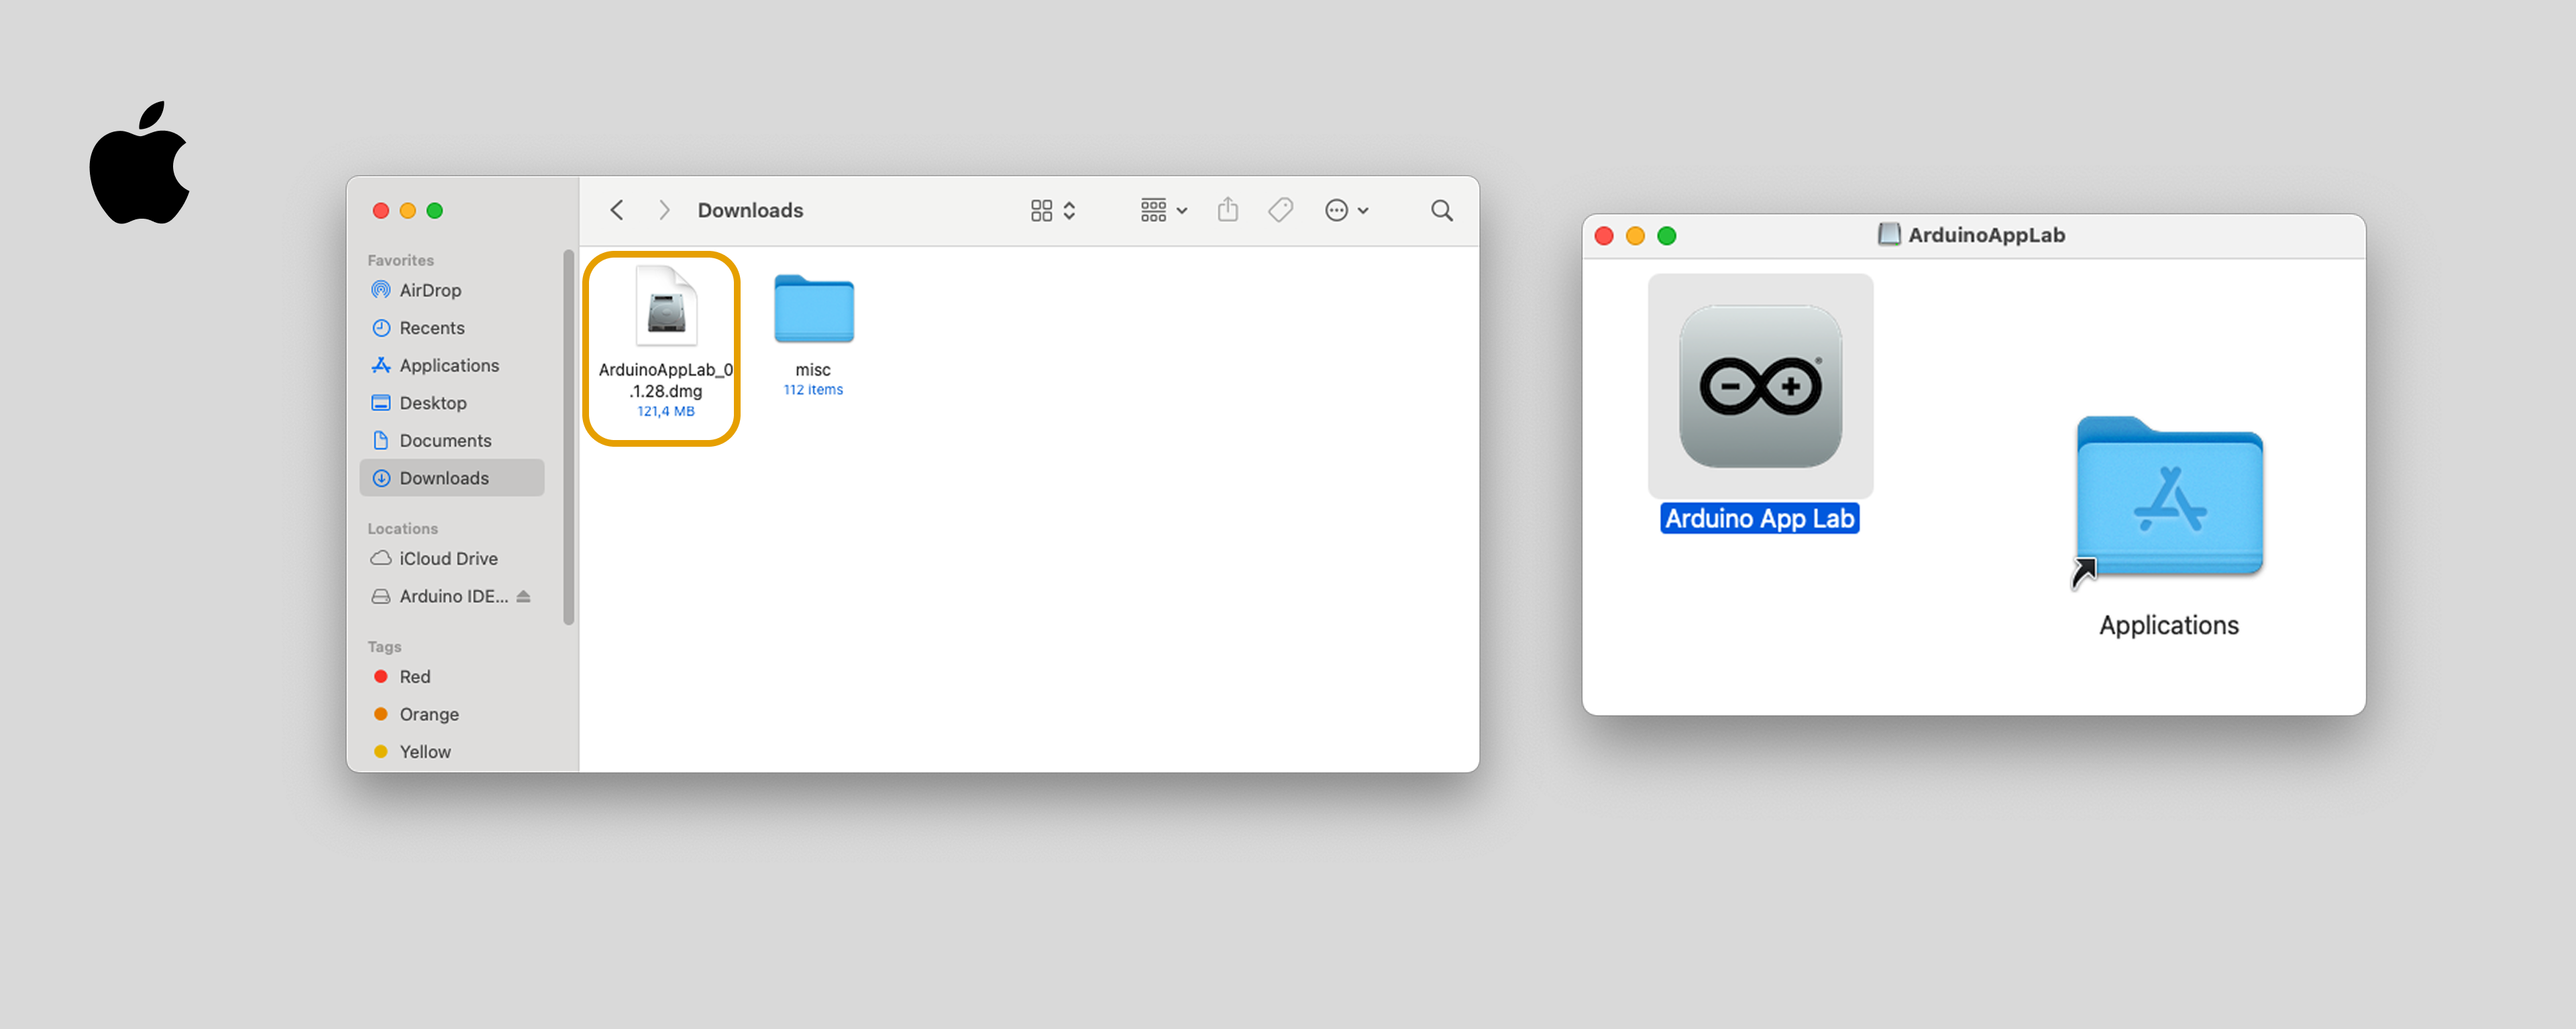 Downloads
Favorites
AirDrop
Recents
Applications
Desktop
Documents
Downloads
Locations
iCloud Drive
Arduino IDE...
Tags
Red
Orange
Yellow
ArduinoAppLab_0
.1.28.dmg
121,4 MB
misc
112 items
ArduinoAppLab
Arduino App Lab
Applications